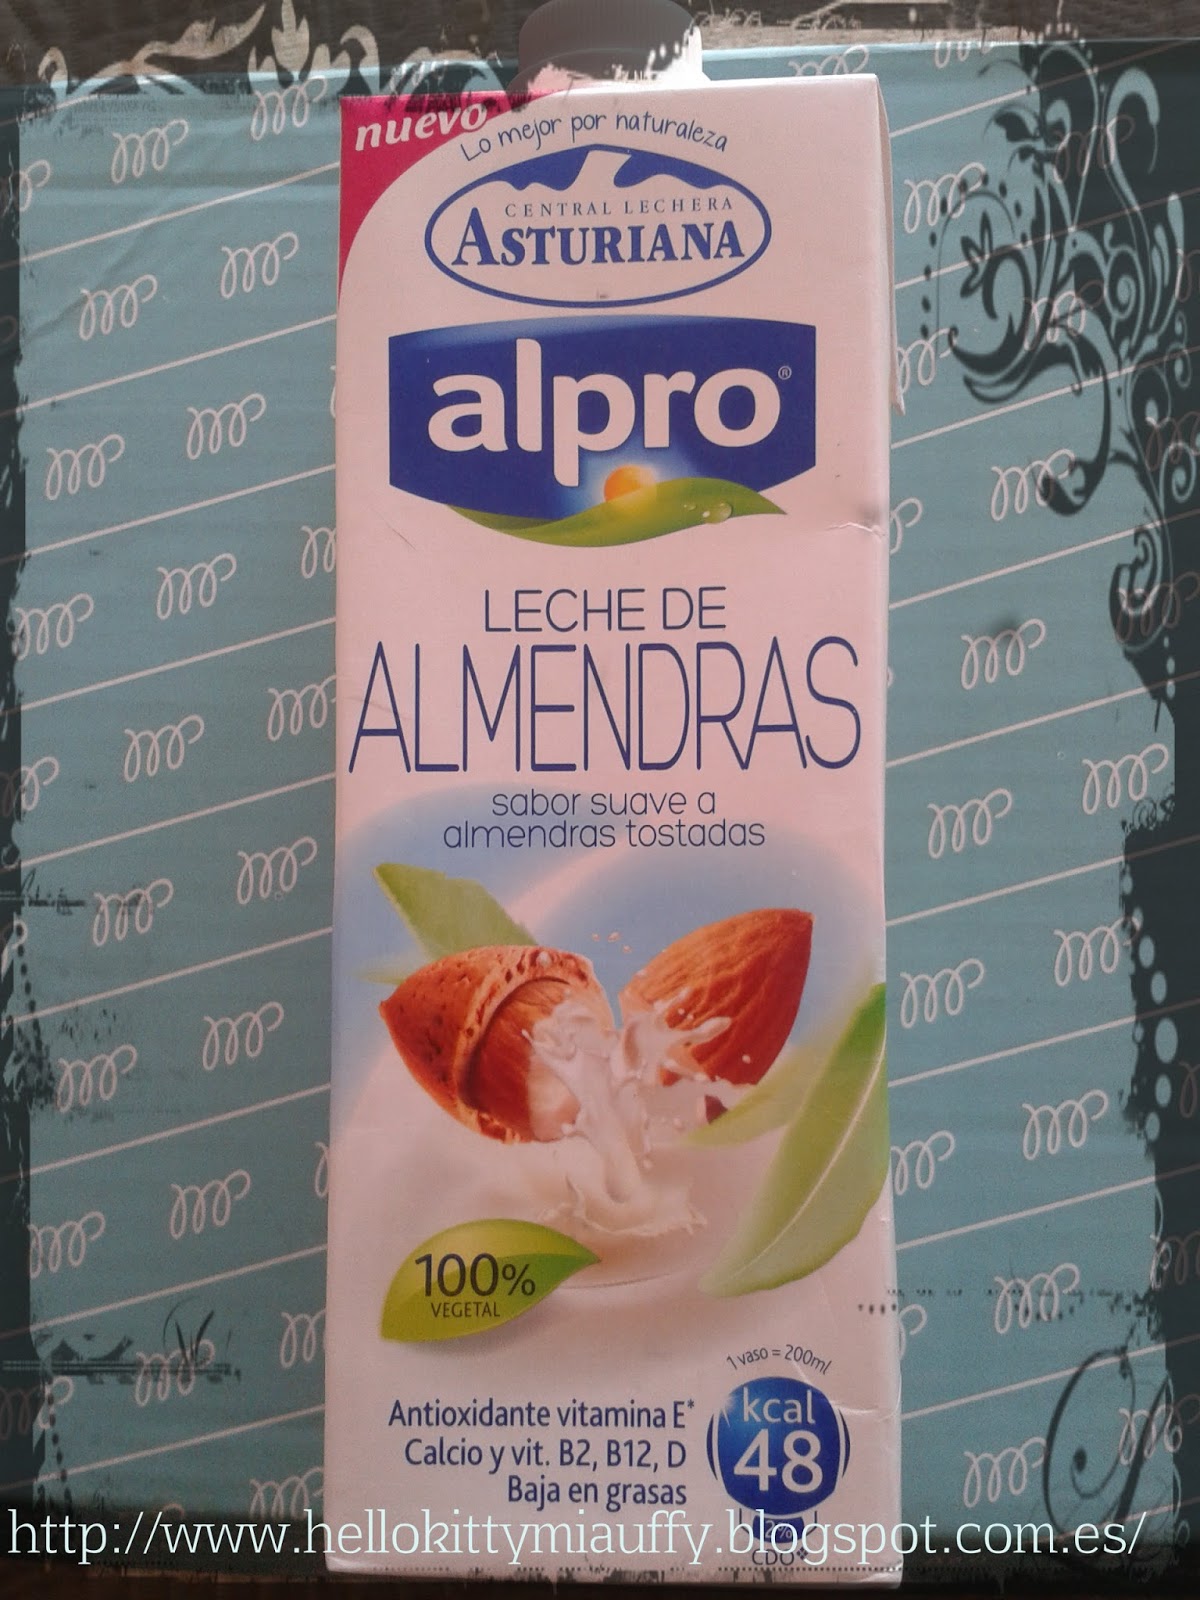 nuevo
Lo mejor por naturaleza
CENTRAL LECHERA
ASTURIANA
alpro®
LECHE DE
ALMENDRAS
sabor suave a
almendras tostadas
100%
VEGETAL
1 vaso = 200ml
Antioxidante vitamina E*
Calcio y vit. B2, B12, D
Baja en grasas
kcal
48
2%
CDO
http://www.hellokittymiauffy.blogspot.com.es/